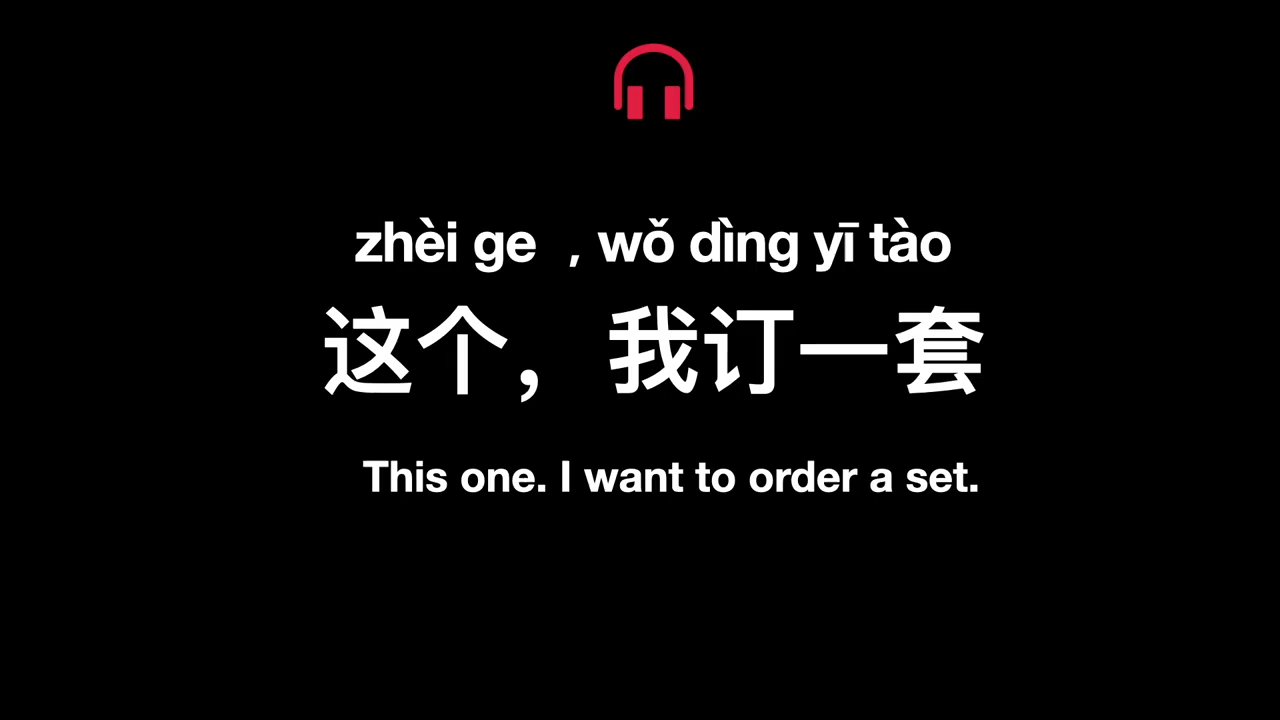 zhèi ge , wǒ dìng yī tào
这个，我订一套
This one. I want to order a set.